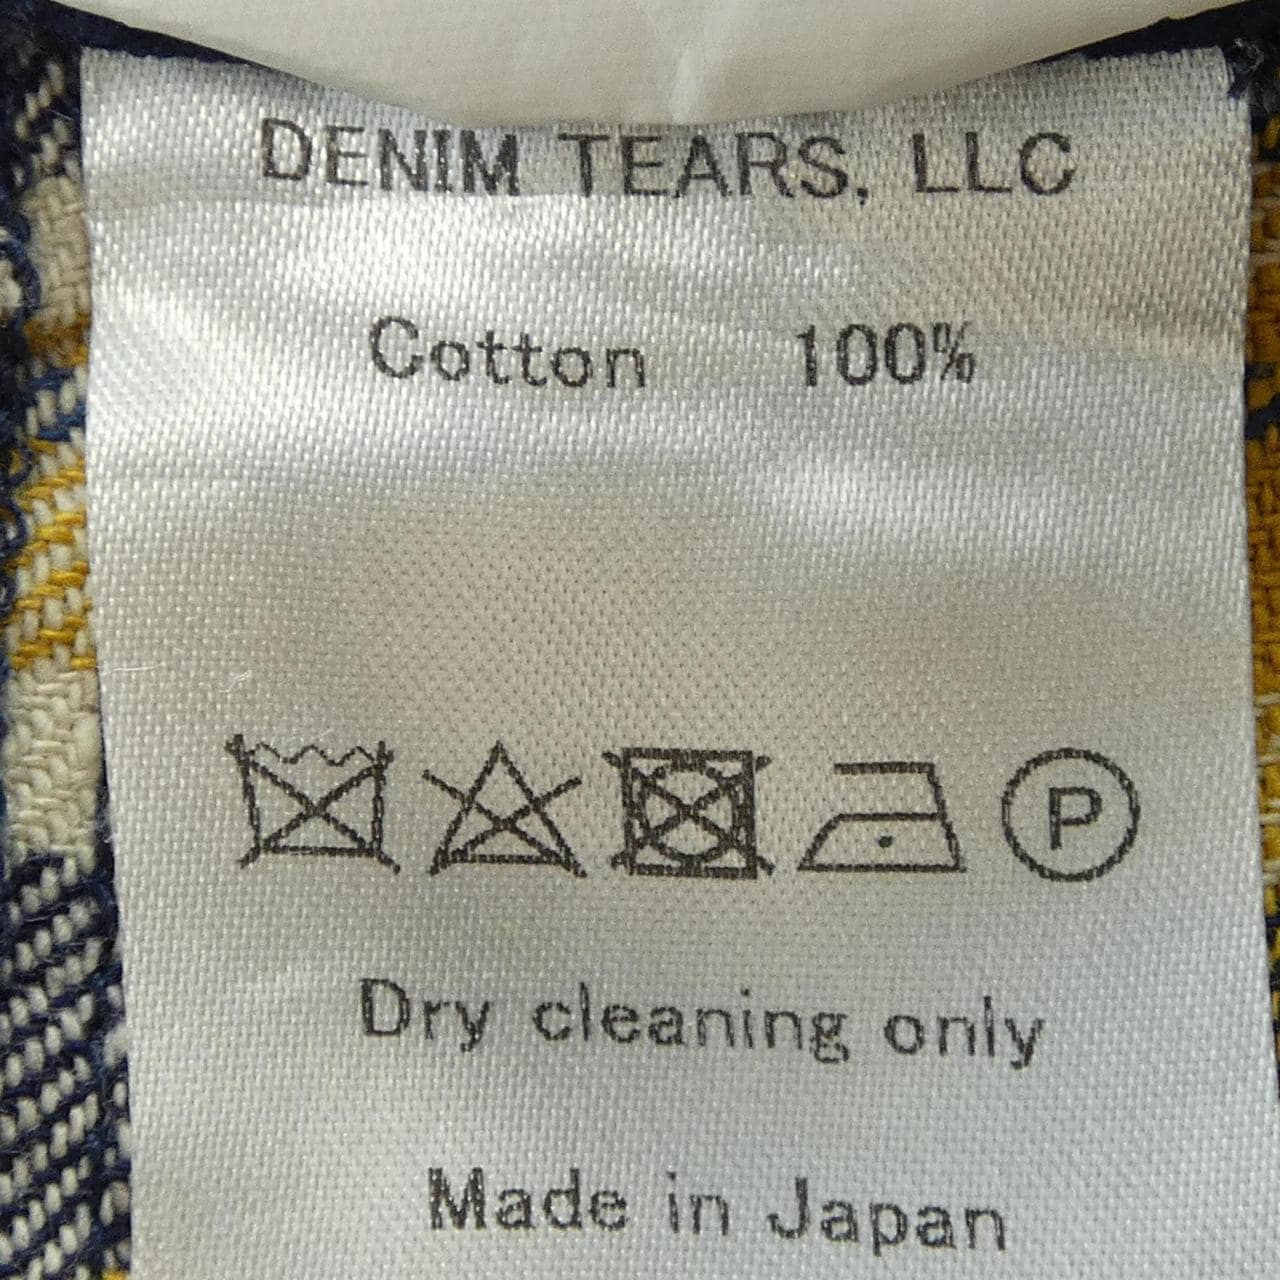 DENIM TEARS, LLC
Cotton 100%
P
Dry cleaning only
Made in Japan